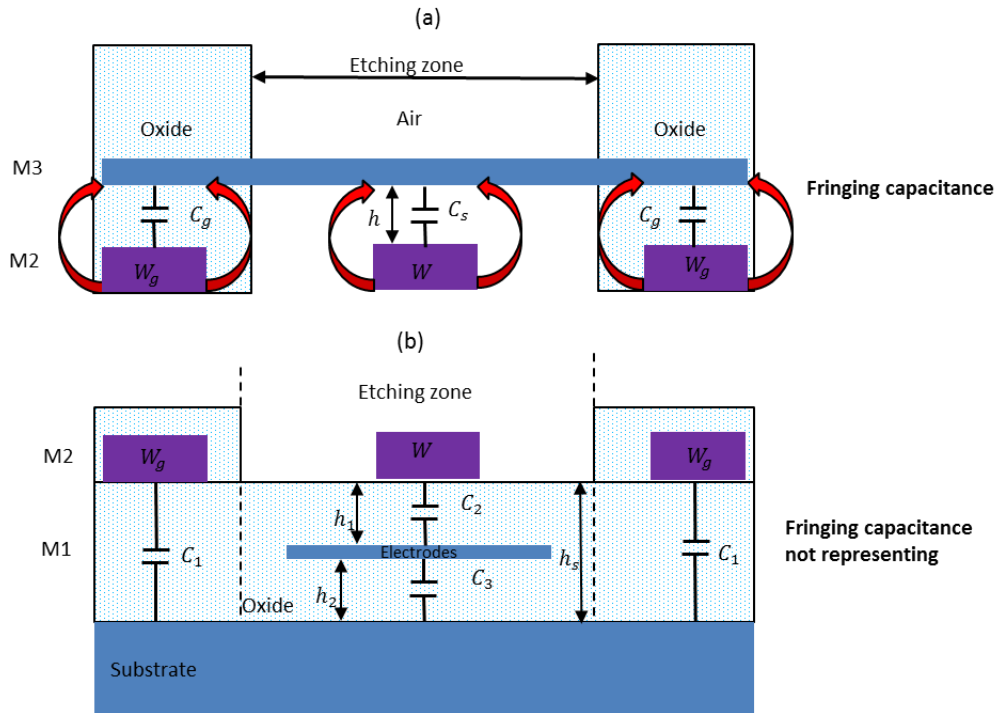 (a)
Etching zone
Oxide
Air
Oxide
M3
Fringing capacitance
C_g
h
C_s
C_g
M2
W_g
W
W_g
(b)
Etching zone
M2
W_g
W
W_g
h_1
C_2
M1
C_1
Electrodes
h_s
C_1
Fringing capacitance
not representing
h_2
C_3
Oxide
Substrate